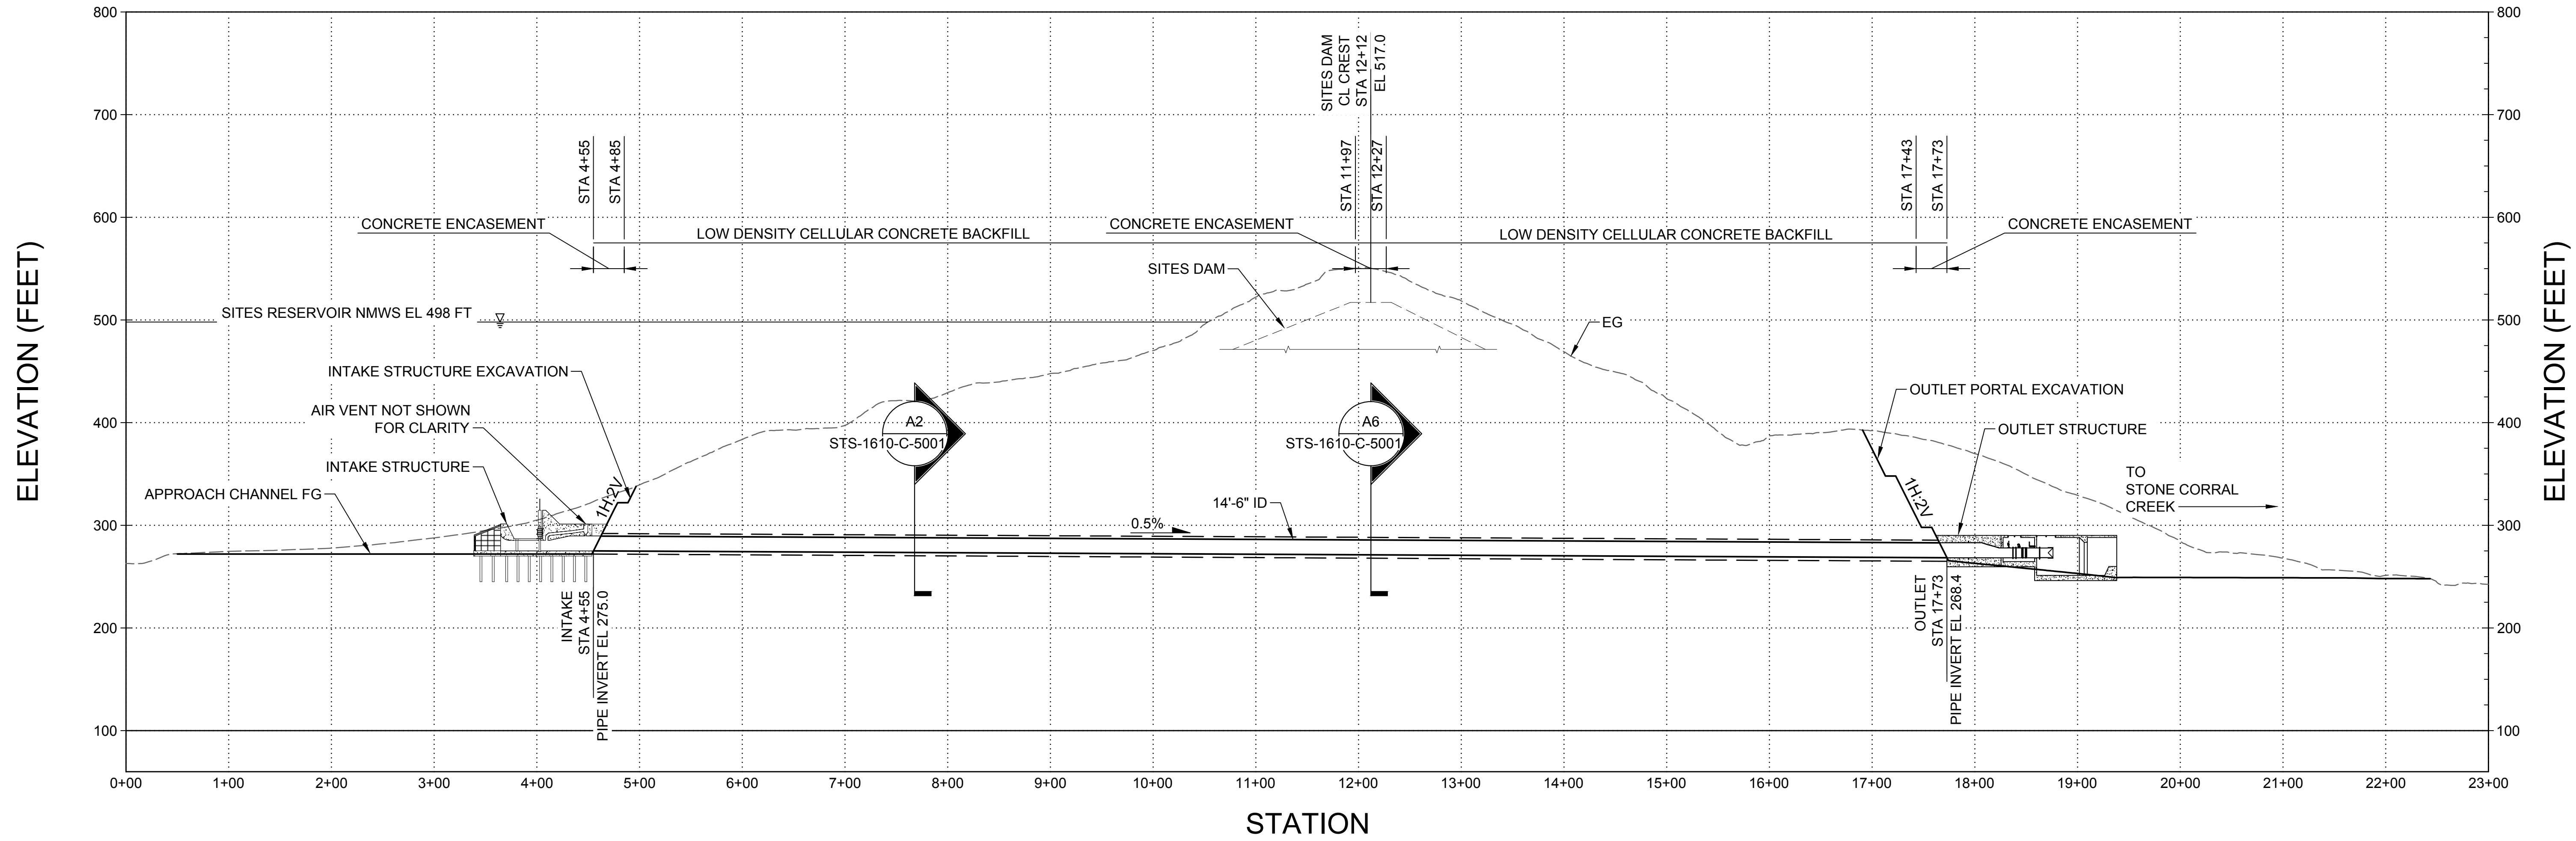 800
700
600
500
400
300
200
100
ELEVATION (FEET)
SITES DAM
CL CREST
STA 12+12
EL 517.0
STA 4+55
STA 4+85
STA 11+97
STA 12+27
STA 17+43
STA 17+73
CONCRETE ENCASEMENT
LOW DENSITY CELLULAR CONCRETE BACKFILL
CONCRETE ENCASEMENT
LOW DENSITY CELLULAR CONCRETE BACKFILL
CONCRETE ENCASEMENT
SITES DAM
SITES RESERVOIR NMWS EL 498 FT
EG
INTAKE STRUCTURE EXCAVATION
OUTLET PORTAL EXCAVATION
AIR VENT NOT SHOWN
FOR CLARITY
A2
STS-1610-C-5001
A6
STS-1610-C-5001
OUTLET STRUCTURE
INTAKE STRUCTURE
TO
STONE CORRAL
CREEK
APPROACH CHANNEL FG
1H:2V
14'-6" ID
0.5%
1H:2V
INTAKE
STA 4+55
PIPE INVERT EL 275.0
OUTLET
STA 17+73
PIPE INVERT EL 268.4
800
700
600
500
400
300
200
100
ELEVATION (FEET)
0+00 1+00 2+00 3+00 4+00 5+00 6+00 7+00 8+00 9+00 10+00 11+00 12+00 13+00 14+00 15+00 16+00 17+00 18+00 19+00 20+00 21+00 22+00 23+00
STATION